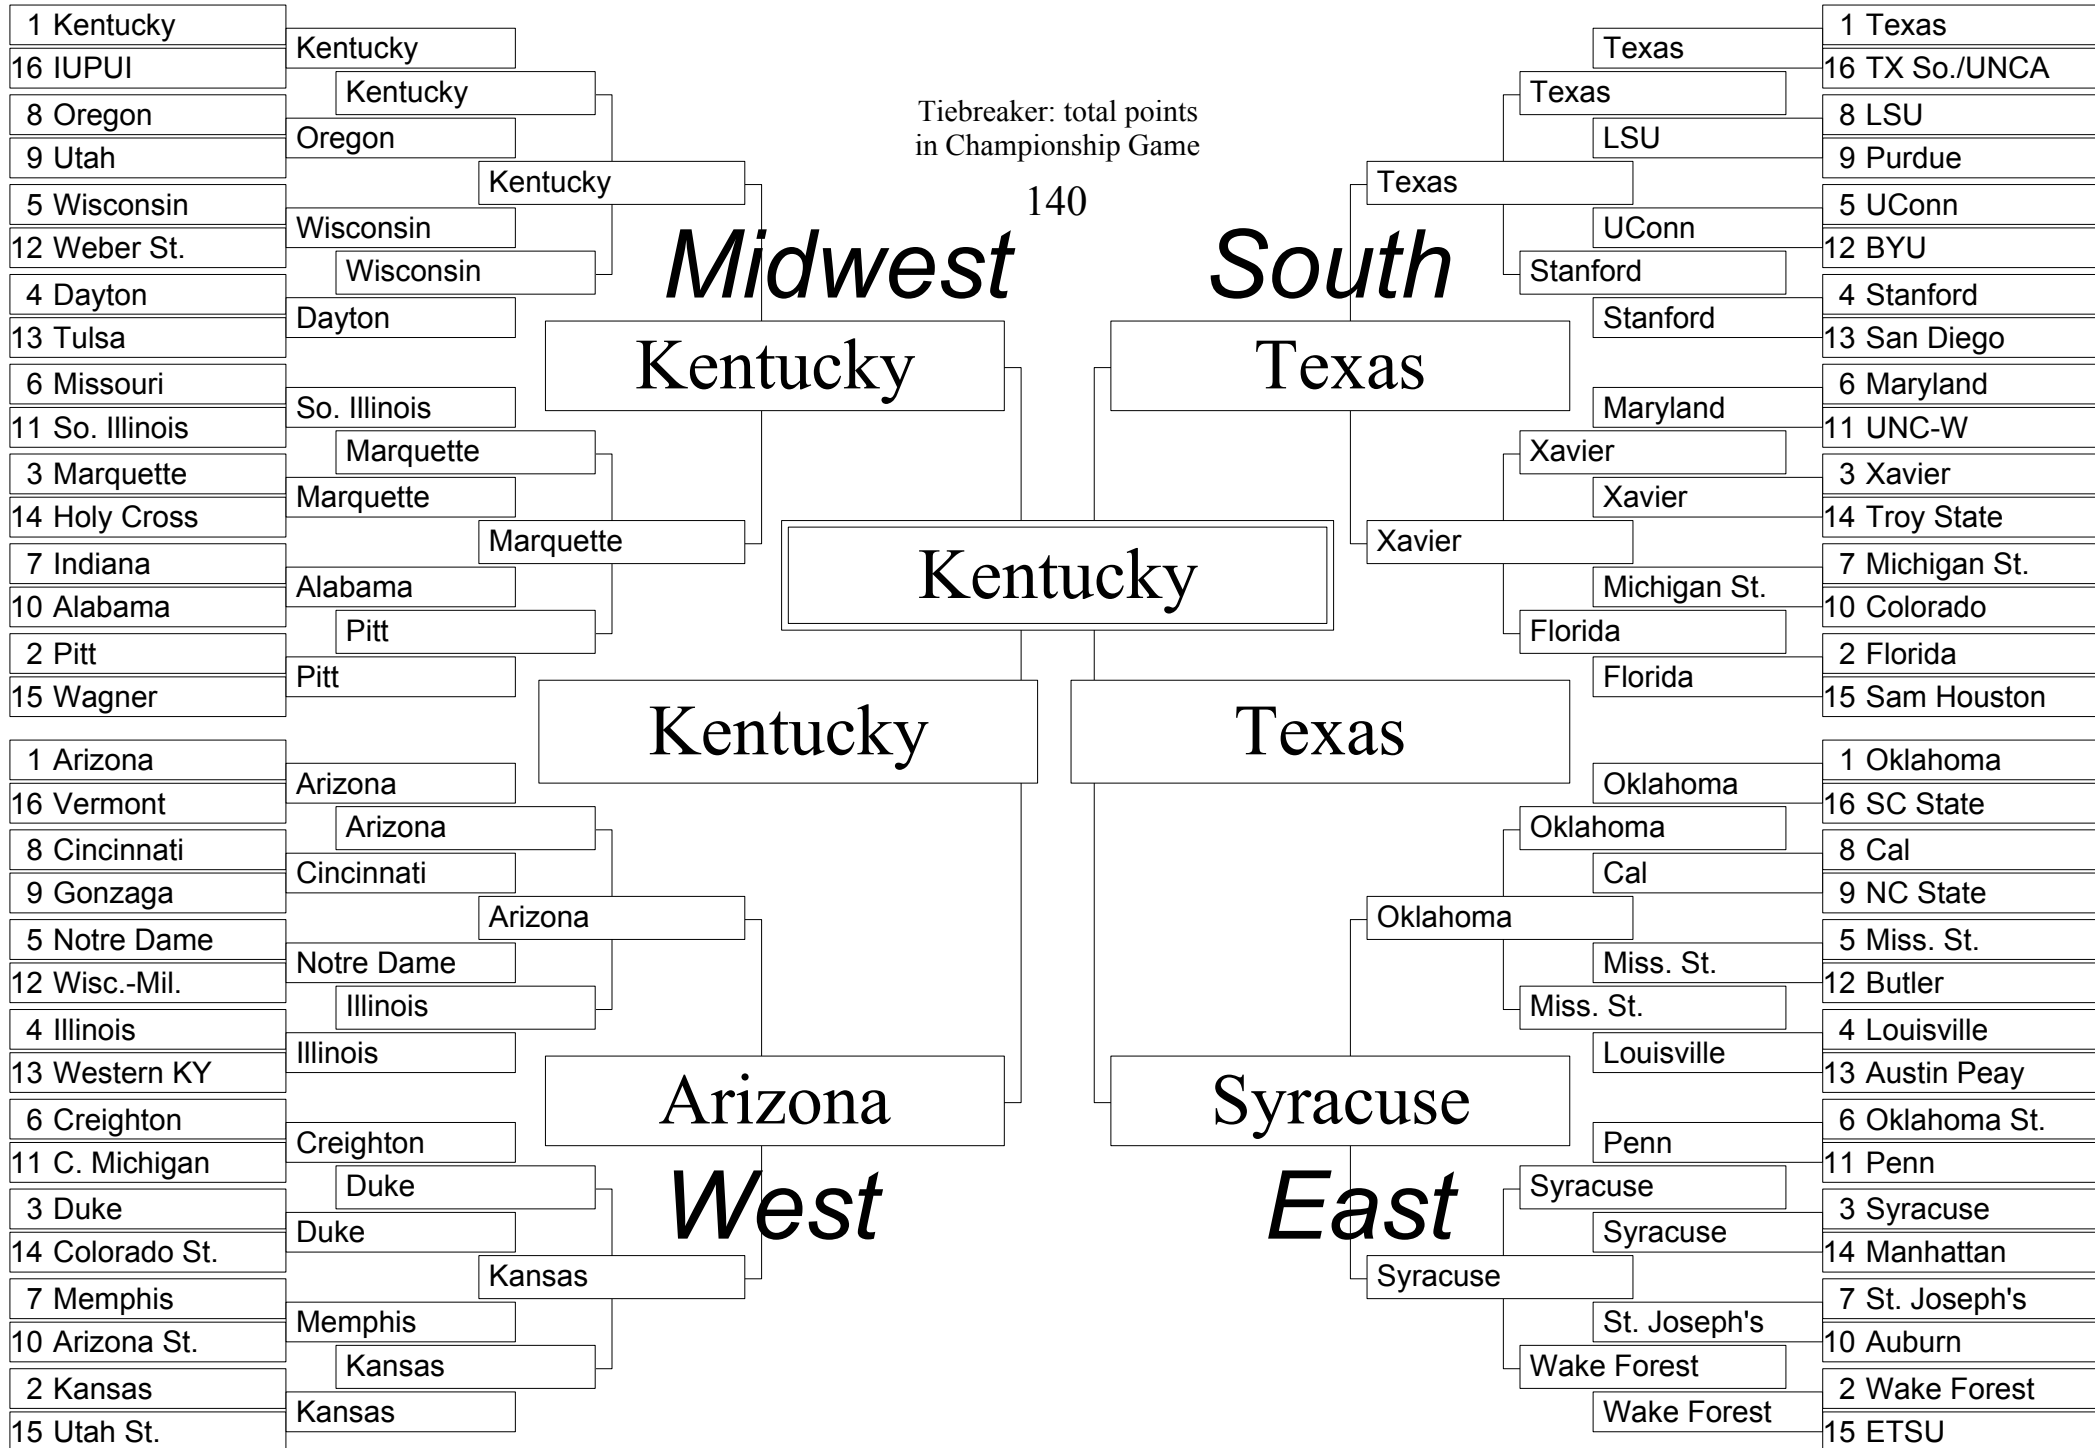 1 Kentucky
16 IUPUI
8 Oregon
9 Utah
5 Wisconsin
12 Weber St.
4 Dayton
13 Tulsa
6 Missouri
11 So. Illinois
3 Marquette
14 Holy Cross
7 Indiana
10 Alabama
2 Pitt
15 Wagner
Kentucky
Oregon
Wisconsin
Dayton
So. Illinois
Marquette
Alabama
Pitt
Kentucky
Wisconsin
Marquette
Pitt
Kentucky
Marquette
Midwest
Kentucky
1 Arizona
16 Vermont
8 Cincinnati
9 Gonzaga
5 Notre Dame
12 Wisc.-Mil.
4 Illinois
13 Western KY
6 Creighton
11 C. Michigan
3 Duke
14 Colorado St.
7 Memphis
10 Arizona St.
2 Kansas
15 Utah St.
Arizona
Cincinnati
Notre Dame
Illinois
Creighton
Duke
Memphis
Kansas
Arizona
Illinois
Duke
Kansas
Arizona
Kansas
Arizona
West
Tiebreaker: total points
in Championship Game
140
Kentucky
Kentucky
Texas
South
Texas
Texas
Xavier
Texas
Stanford
Xavier
Florida
Texas
LSU
UConn
Stanford
Maryland
Xavier
Michigan St.
Florida
1 Texas
16 TX So./UNCA
8 LSU
9 Purdue
5 UConn
12 BYU
4 Stanford
13 San Diego
6 Maryland
11 UNC-W
3 Xavier
14 Troy State
7 Michigan St.
10 Colorado
2 Florida
15 Sam Houston
Syracuse
East
Oklahoma
Syracuse
Oklahoma
Miss. St.
Syracuse
Wake Forest
Oklahoma
Cal
Miss. St.
Louisville
Penn
Syracuse
St. Joseph's
Wake Forest
1 Oklahoma
16 SC State
8 Cal
9 NC State
5 Miss. St.
12 Butler
4 Louisville
13 Austin Peay
6 Oklahoma St.
11 Penn
3 Syracuse
14 Manhattan
7 St. Joseph's
10 Auburn
2 Wake Forest
15 ETSU